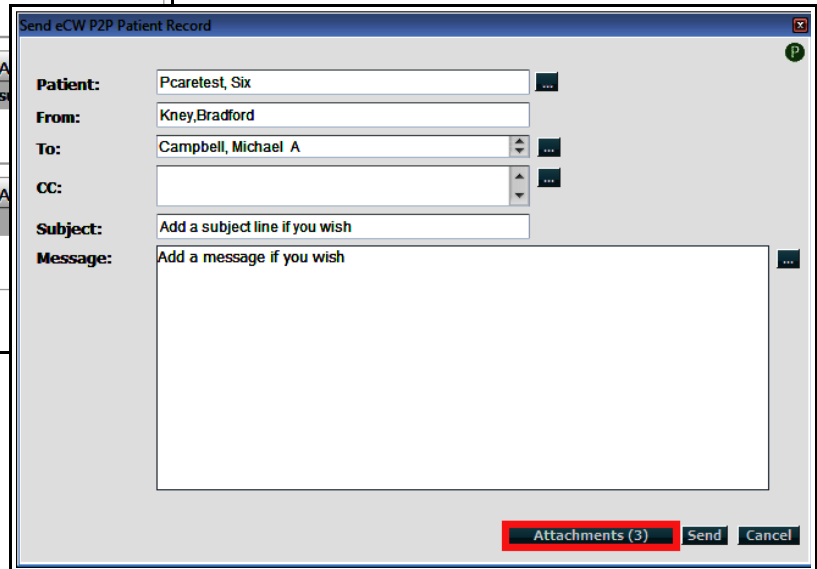 Send eCW P2P Patient Record
P
Patient: Pcaretest, Six ...
From: Kney,Bradford
To: Campbell, Michael A ...
CC: ...
Subject: Add a subject line if you wish
Message: Add a message if you wish ...
Attachments (3) Send Cancel